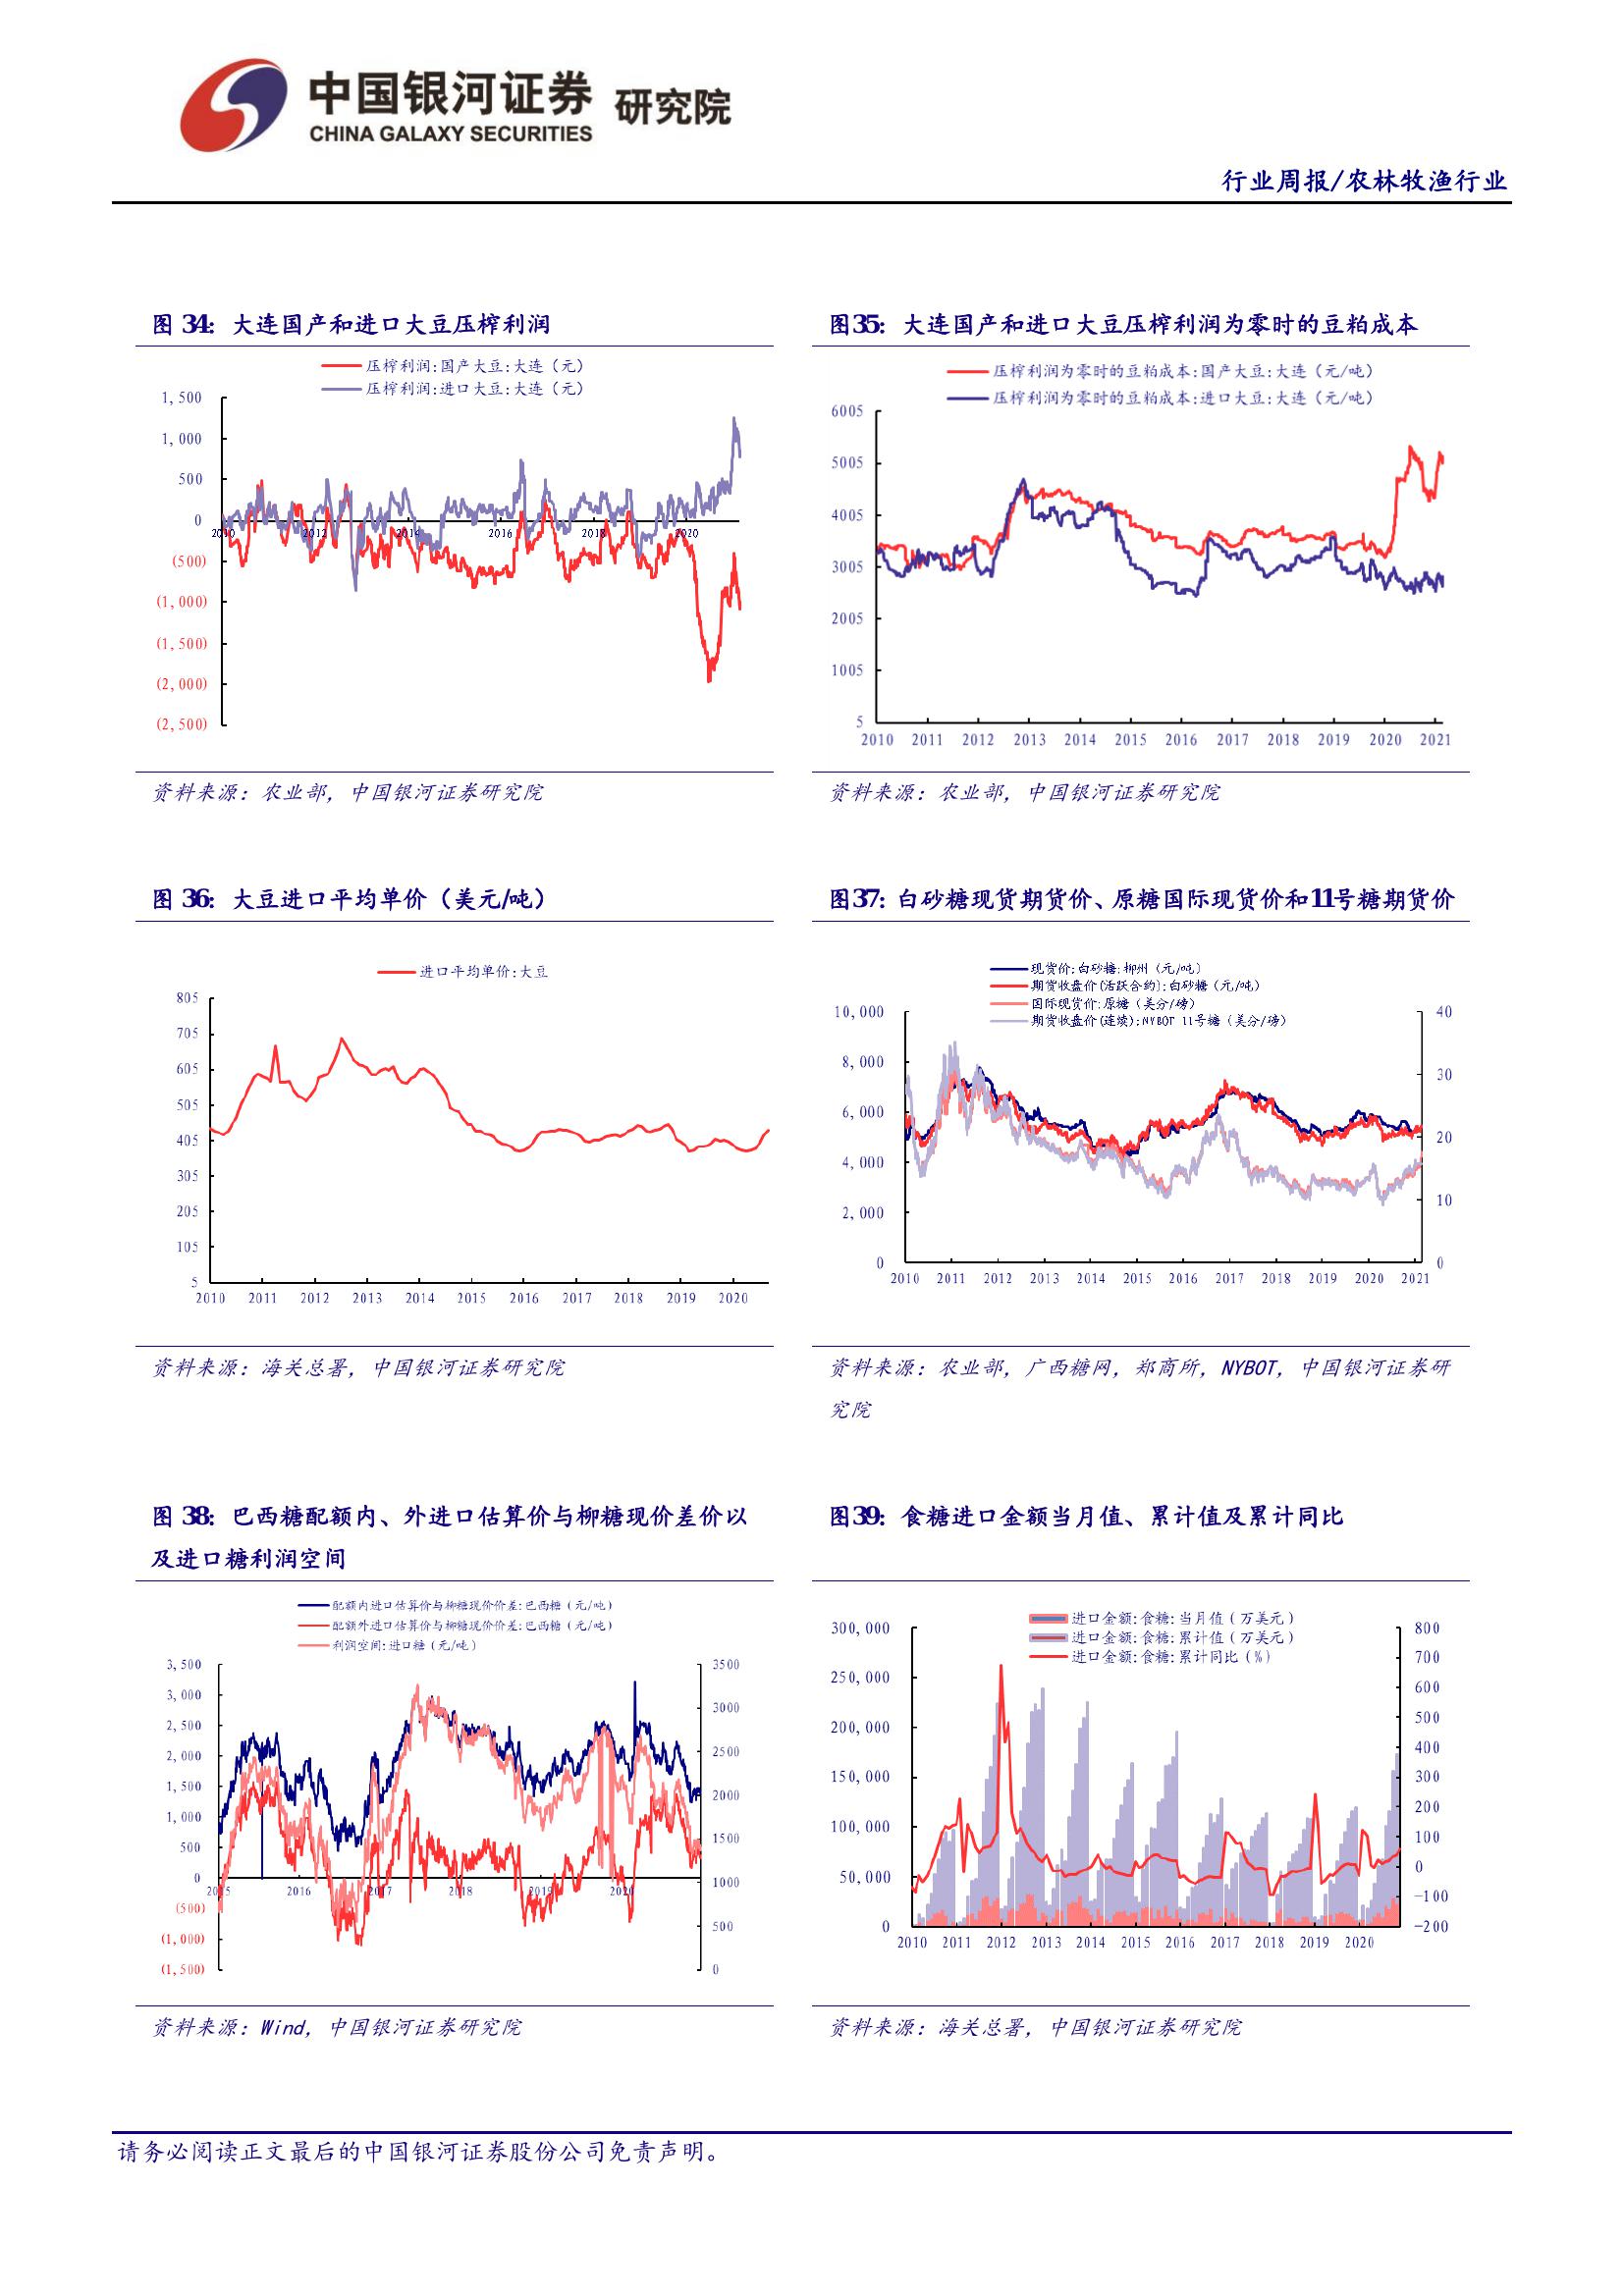 中国银河证券 研究院
CHINA GALAXY SECURITIES
行业周报/农林牧渔行业
图 34：大连国产和进口大豆压榨利润
压榨利润:国产大豆:大连（元）
压榨利润:进口大豆:大连（元）
1,500
1,000
500
0
(500)
(1,000)
(1,500)
(2,000)
(2,500)
2010 2012 2014 2016 2018 2020
资料来源：农业部，中国银河证券研究院
图35：大连国产和进口大豆压榨利润为零时的豆粕成本
压榨利润为零时的豆粕成本:国产大豆:大连（元/吨）
压榨利润为零时的豆粕成本:进口大豆:大连（元/吨）
6005
5005
4005
3005
2005
1005
5
2010 2011 2012 2013 2014 2015 2016 2017 2018 2019 2020 2021
资料来源：农业部，中国银河证券研究院
图 36：大豆进口平均单价（美元/吨）
进口平均单价:大豆
805
705
605
505
405
305
205
105
5
2010 2011 2012 2013 2014 2015 2016 2017 2018 2019 2020
资料来源：海关总署，中国银河证券研究院
图37：白砂糖现货期货价、原糖国际现货价和11号糖期货价
现货价:白砂糖:柳州（元/吨）
期货收盘价(活跃合约):白砂糖（元/吨）
国际现货价:原糖（美分/磅）
期货收盘价(连续):NYBOT 11号糖（美分/磅）
10,000
8,000
6,000
4,000
2,000
0
40
30
20
10
0
2010 2011 2012 2013 2014 2015 2016 2017 2018 2019 2020 2021
资料来源：农业部，广西糖网，郑商所，NYBOT，中国银河证券研
究院
图 38：巴西糖配额内、外进口估算价与柳糖现价差价以
及进口糖利润空间
配额内进口估算价与柳糖现价价差:巴西糖（元/吨）
配额外进口估算价与柳糖现价价差:巴西糖（元/吨）
利润空间:进口糖（元/吨）
3,500
3,000
2,500
2,000
1,500
1,000
500
0
(500)
(1,000)
(1,500)
3500
3000
2500
2000
1500
1000
500
0
2015 2016 2017 2018 2019 2020
资料来源：Wind，中国银河证券研究院
图39：食糖进口金额当月值、累计值及累计同比
进口金额:食糖:当月值（万美元）
进口金额:食糖:累计值（万美元）
进口金额:食糖:累计同比（%）
300,000
250,000
200,000
150,000
100,000
50,000
0
800
700
600
500
400
300
200
100
0
-100
-200
2010 2011 2012 2013 2014 2015 2016 2017 2018 2019 2020
资料来源：海关总署，中国银河证券研究院
请务必阅读正文最后的中国银河证券股份公司免责声明。